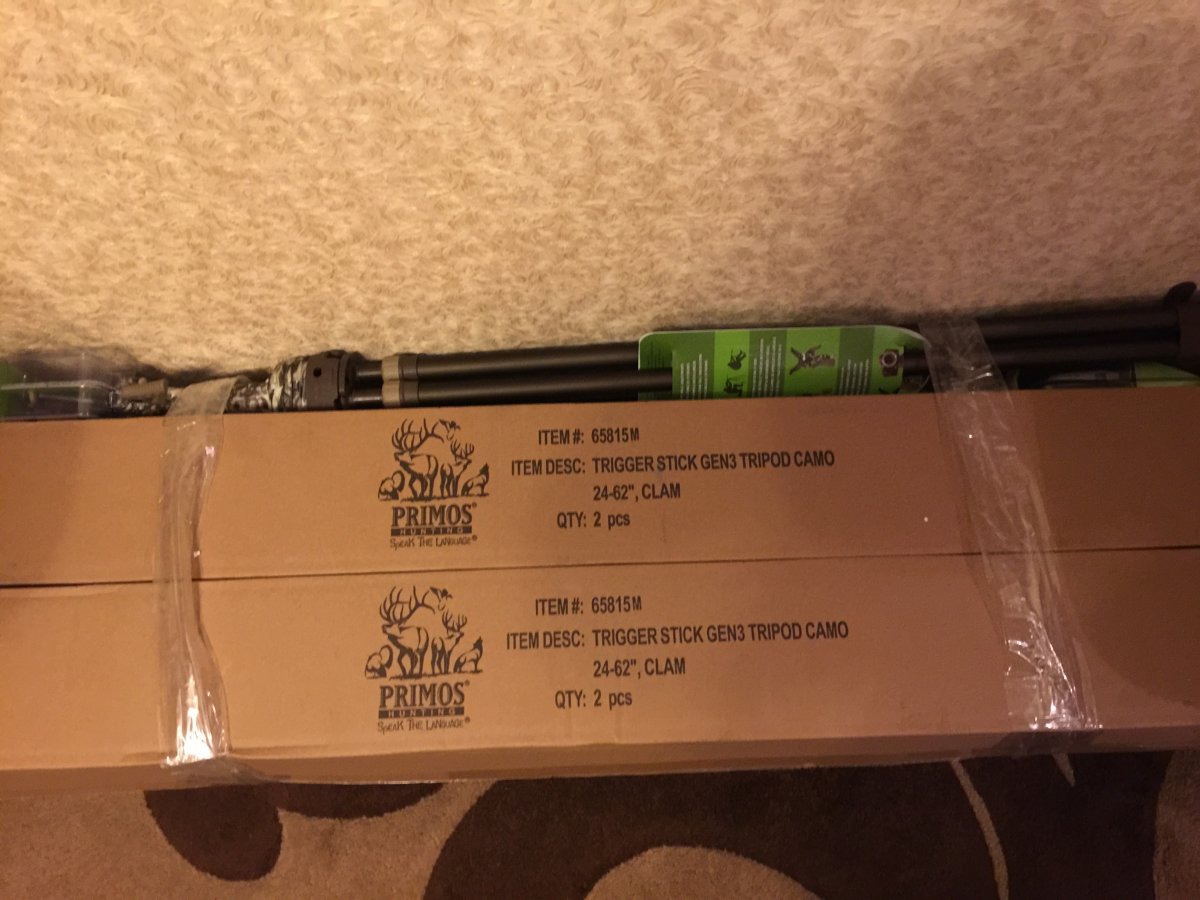 ITEM #: 65815M
ITEM DESC: TRIGGER STICK GEN3 TRIPOD CAMO
24-62", CLAM
QTY: 2 pcs
PRIMOS®
HUNTING
SPEAK THE LANGUAGE®
ITEM #: 65815M
ITEM DESC: TRIGGER STICK GEN3 TRIPOD CAMO
24-62", CLAM
QTY: 2 pcs
PRIMOS®
HUNTING
SPEAK THE LANGUAGE®